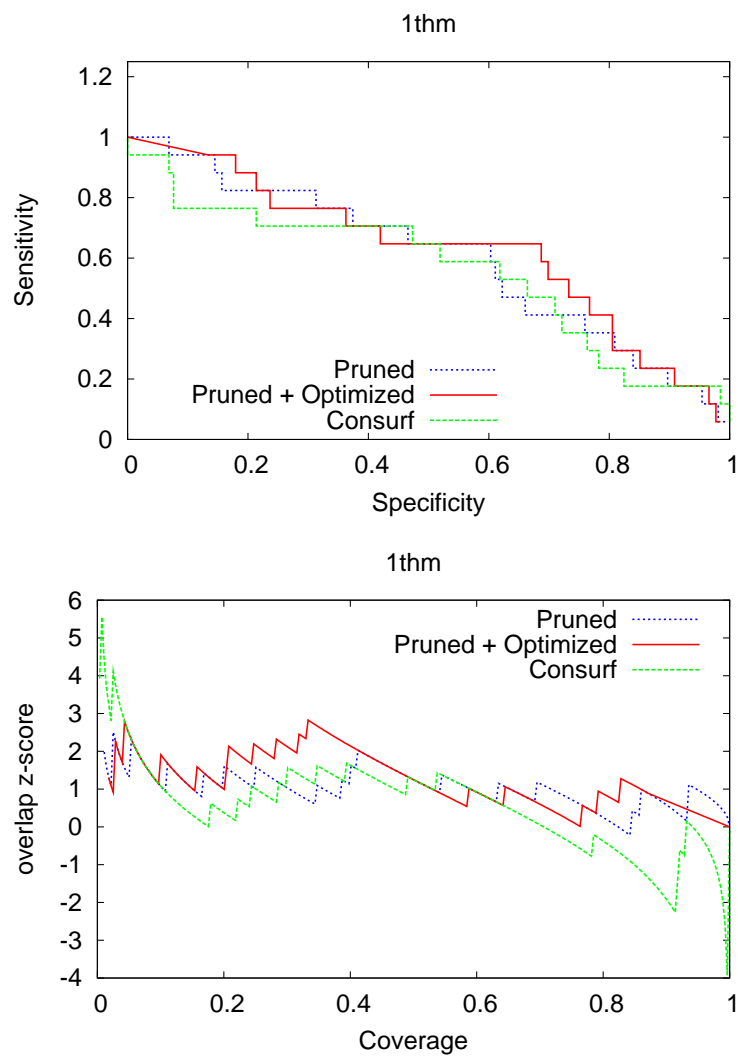 1thm
1.2
1
0.8
0.6
0.4
0.2
0
Sensitivity
Pruned
Pruned + Optimized
Consurf
0 0.2 0.4 0.6 0.8 1
Specificity
1thm
6
5
4
3
2
1
0
-1
-2
-3
-4
overlap z-score
Pruned
Pruned + Optimized
Consurf
0 0.2 0.4 0.6 0.8 1
Coverage